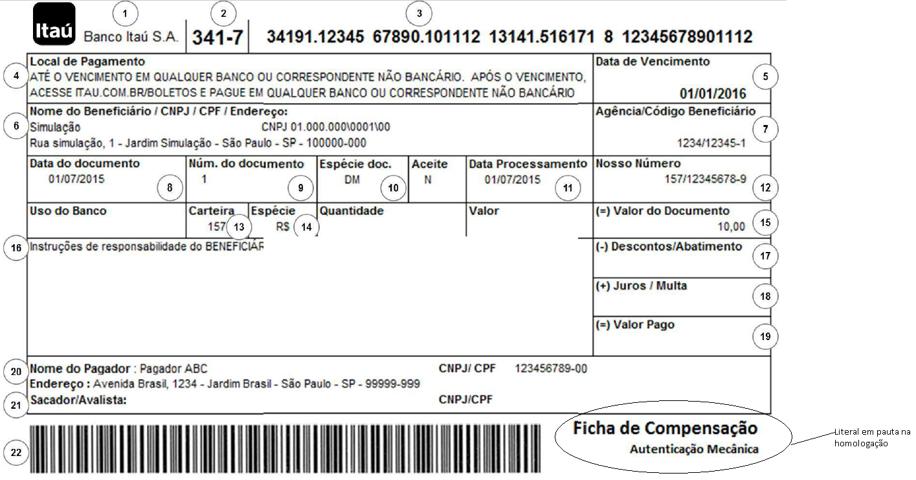 1 2 3
Itaú Banco Itaú S.A. 341-7 34191.12345 67890.101112 13141.516171 8 12345678901112
Local de Pagamento Data de Vencimento
4 ATÉ O VENCIMENTO EM QUALQUER BANCO OU CORRESPONDENTE NÃO BANCÁRIO. APÓS O VENCIMENTO, 5
ACESSE ITAU.COM.BR/BOLETOS E PAGUE EM QUALQUER BANCO OU CORRESPONDENTE NÃO BANCÁRIO 01/01/2016
Nome do Beneficiário / CNPJ / CPF / Endereço: Agência/Código Beneficiário
6 Simulação CNPJ 01.000.000\0001\00 7
Rua simulação, 1 - Jardim Simulação - São Paulo - SP - 100000-000 1234/12345-1
Data do documento Núm. do documento Espécie doc. Aceite Data Processamento Nosso Número
01/07/2015 8 1 9 DM 10 N 01/07/2015 11 157/12345678-9 12
Uso do Banco Carteira Espécie Quantidade Valor (=) Valor do Documento
157 13 R$ 14 10,00 15
16 Instruções de responsabilidade do BENEFICIÁR (-) Descontos/Abatimento 17
(+) Juros / Multa 18
(=) Valor Pago 19
20 Nome do Pagador : Pagador ABC CNPJ/ CPF 123456789-00
Endereço : Avenida Brasil, 1234 - Jardim Brasil - São Paulo - SP - 99999-999
21 Sacador/Avalista: CNPJ/CPF
22 Ficha de Compensação
Autenticação Mecânica
Literal em pauta na
homologação